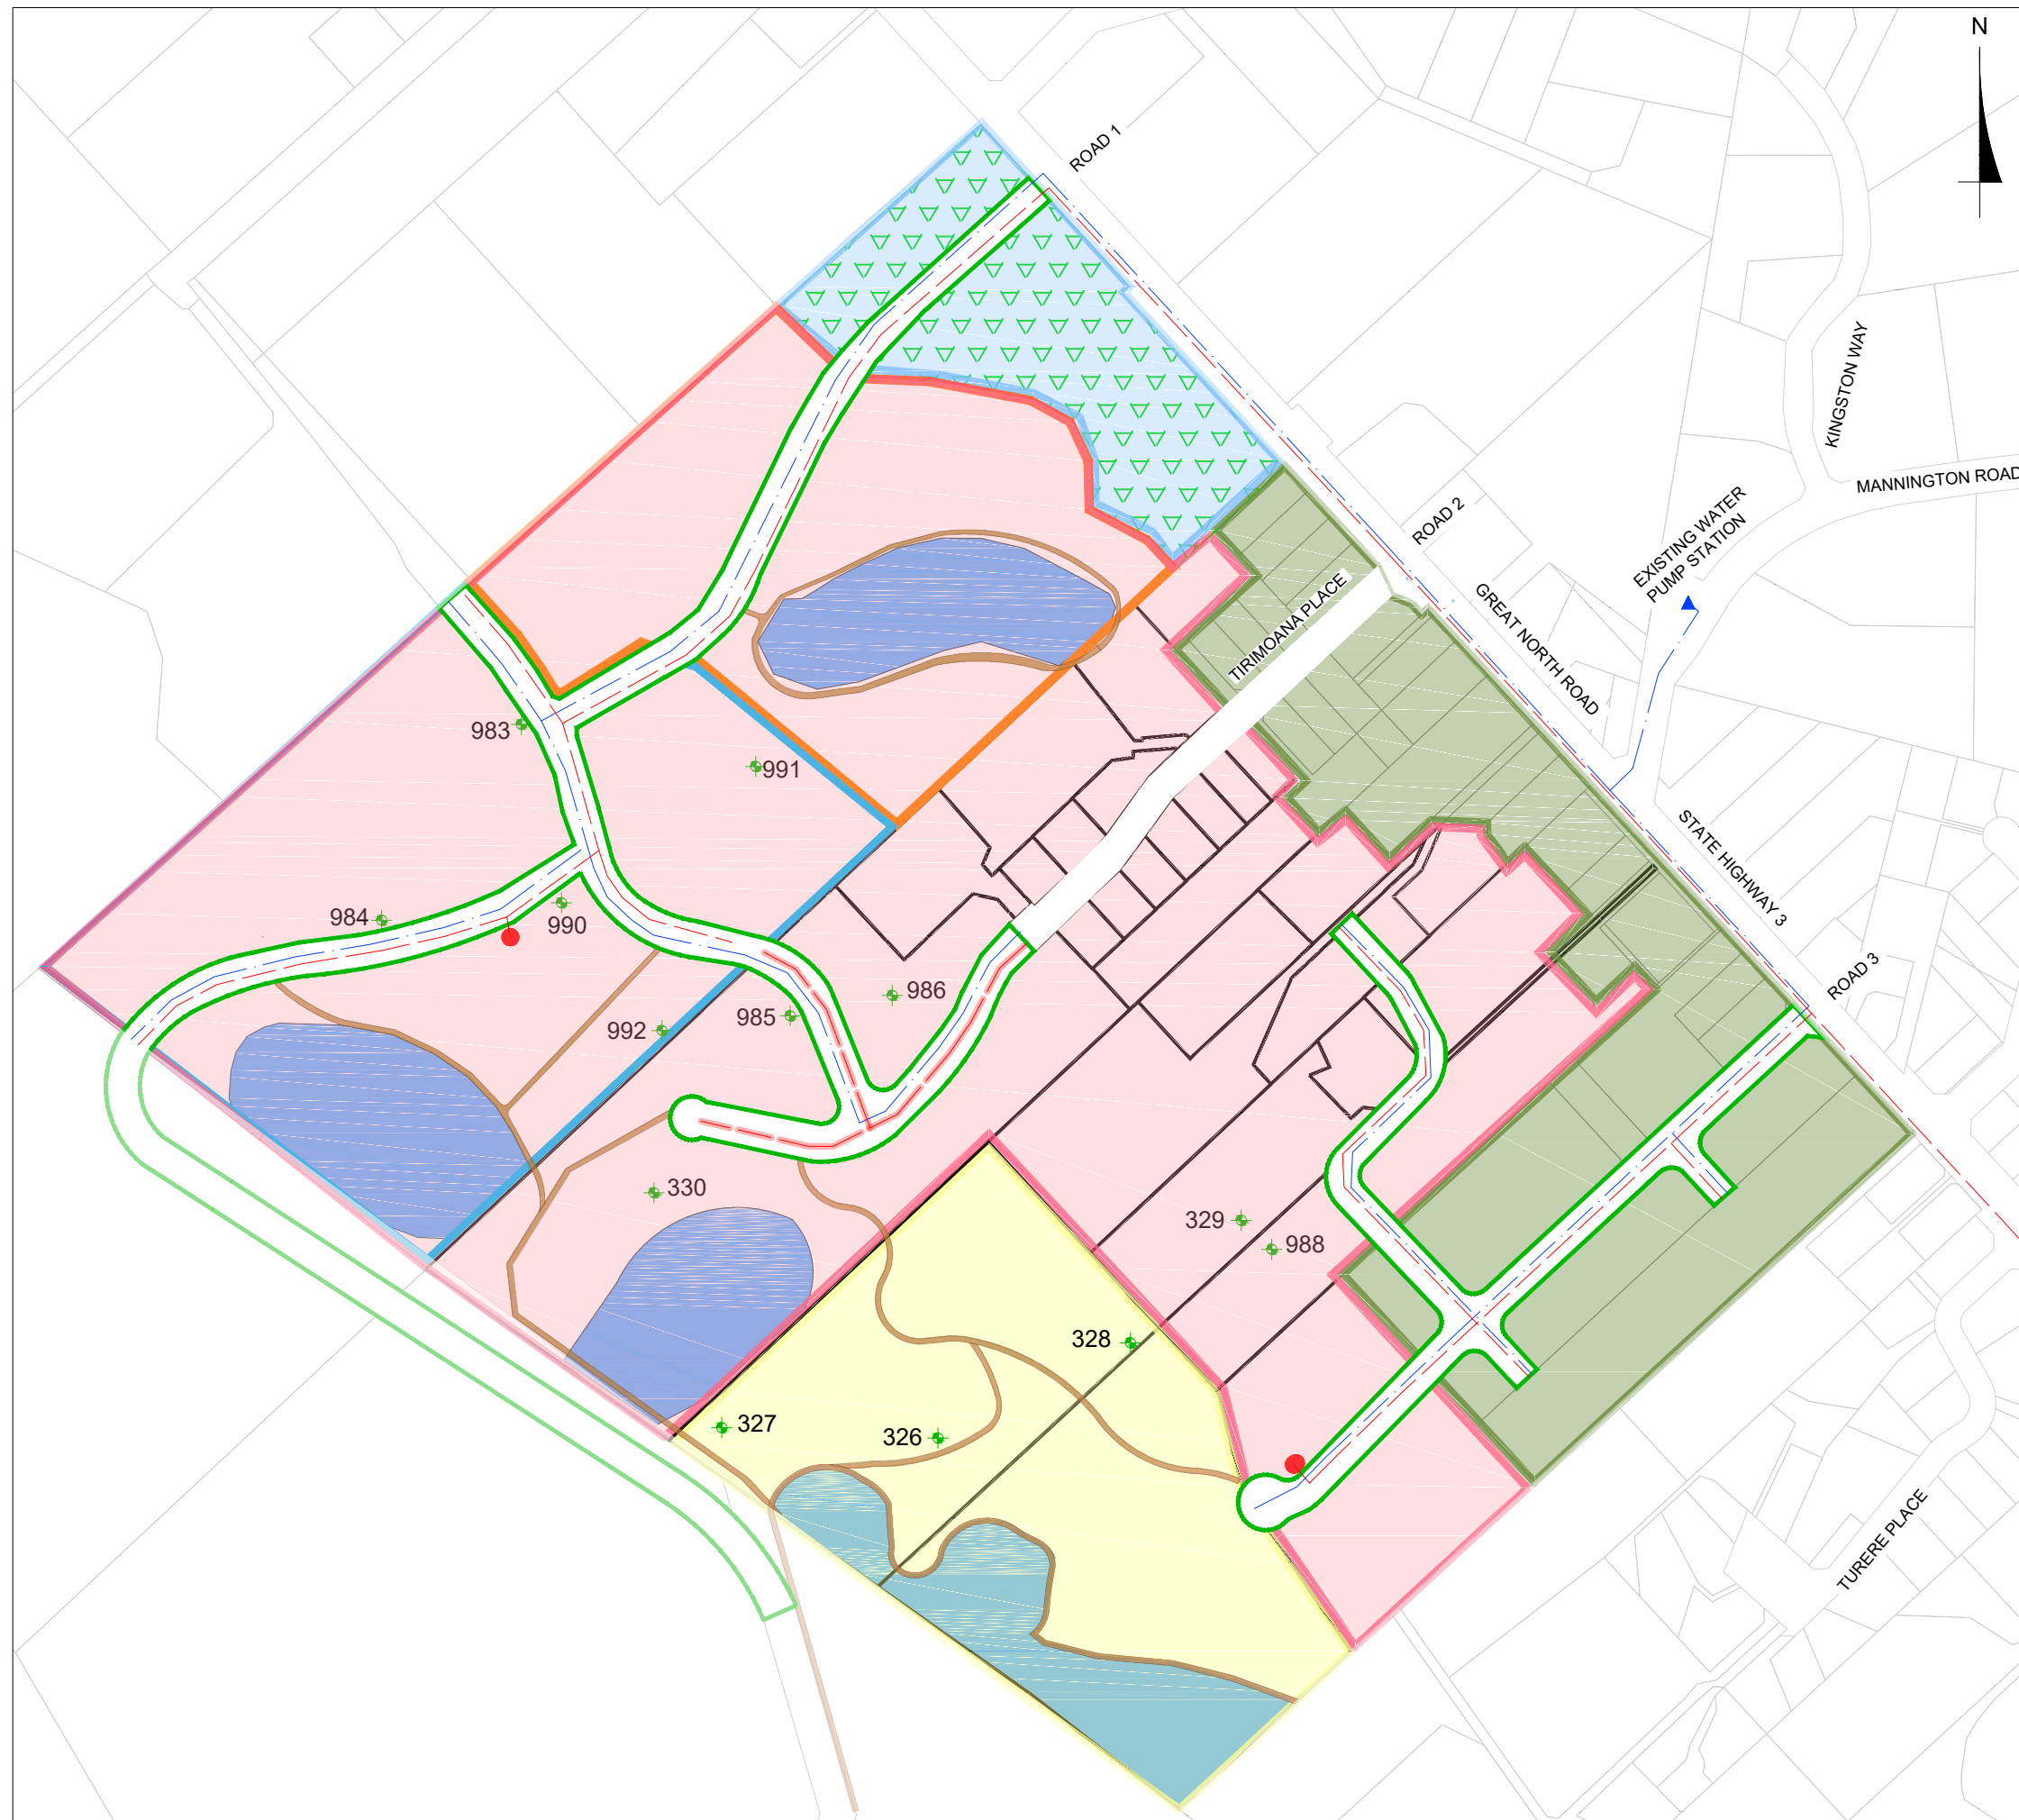 N
ROAD 1
KINGSTON WAY
MANNINGTON ROAD
ROAD 2
EXISTING WATER
PUMP STATION
TIRIMOANA PLACE
GREAT NORTH ROAD
983
991
STATE HIGHWAY 3
984
990
ROAD 3
986
985
992
330
329
988
328
327
326
TURERE PLACE